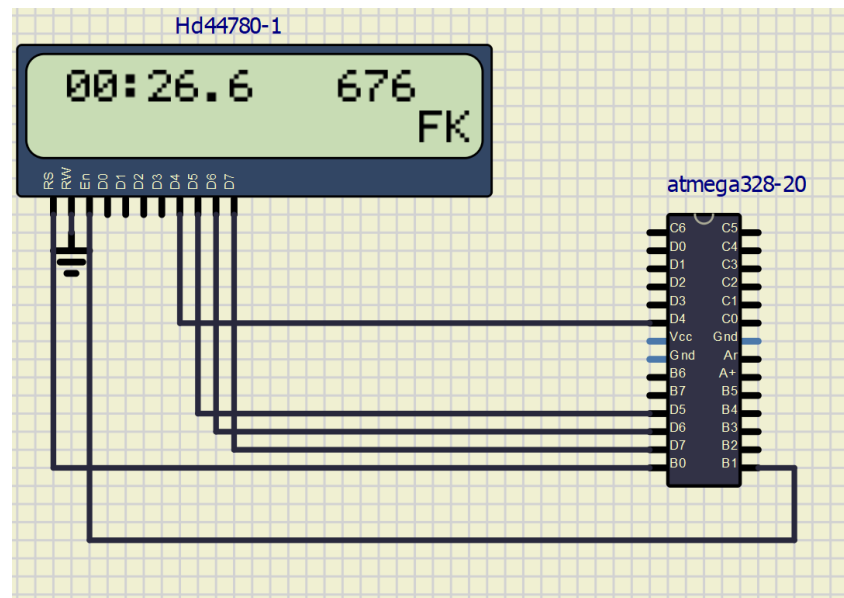 Hd44780-1
00:26.6 676
FK
RS RW En D0 D1 D2 D3 D4 D5 D6 D7
atmega328-20
C6 C5
D0 C4
D1 C3
D2 C2
D3 C1
D4 C0
Vcc Gnd
Gnd Ar
B6 A+
B7 B5
D5 B4
D6 B3
D7 B2
B0 B1